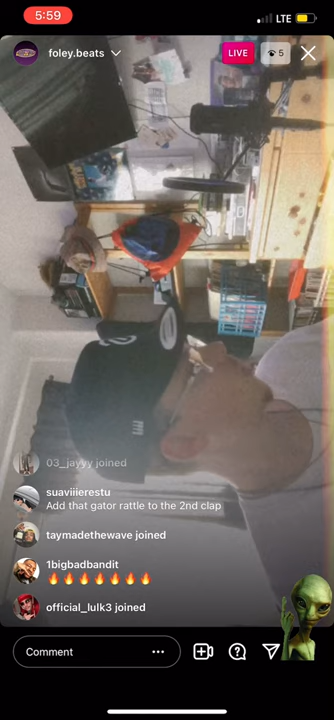 5:59
LTE
foley.beats
LIVE
5
03_jayyy joined
suaviiierestu
Add that gator rattle to the 2nd clap
taymadethewave joined
1bigbadbandit
🔥🔥🔥🔥🔥🔥🔥
official_lulk3 joined
Comment